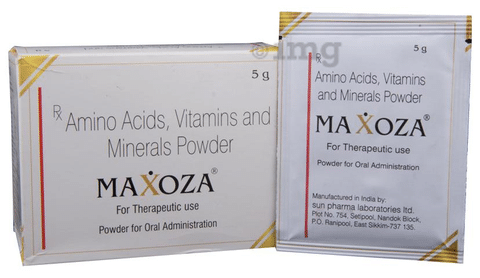 5 g
Rx Amino Acids, Vitamins and
Minerals Powder
MAXOZA®
For Therapeutic use
Powder for Oral Administration
1mg
5 g
Rx
Amino Acids, Vitamins
and Minerals Powder
MAXOZA®
For Therapeutic use
Powder for Oral Administration
Manufactured in India by:
sun pharma laboratories ltd.
Plot No. 754, Setipool, Nandok Block,
P.O. Ranipool, East Sikkim-737 135.